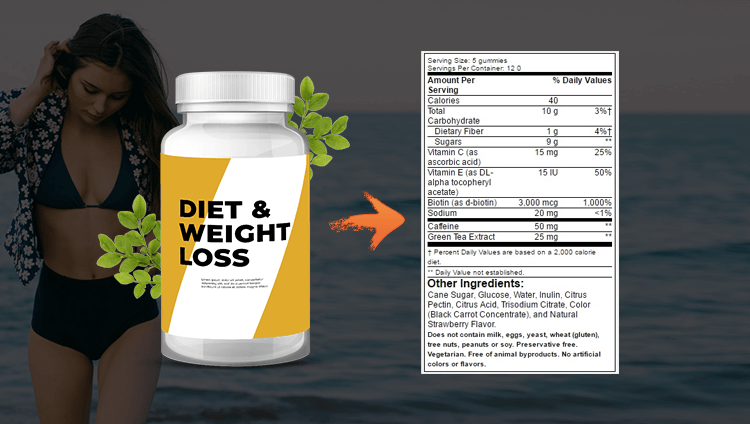 DIET &
WEIGHT
LOSS
Serving Size: 5 gummies
Servings Per Container: 12 0
Amount Per Serving % Daily Values
Calories 40
Total Carbohydrate 10 g 3%†
Dietary Fiber 1 g 4%†
Sugars 9 g **
Vitamin C (as ascorbic acid) 15 mg 25%
Vitamin E (as DL-alpha tocopheryl acetate) 15 IU 50%
Biotin (as d-biotin) 3,000 mcg 1,000%
Sodium 20 mg <1%
Caffeine 50 mg **
Green Tea Extract 25 mg **
† Percent Daily Values are based on a 2,000 calorie
diet.
** Daily Value not established.
Other Ingredients:
Cane Sugar, Glucose, Water, Inulin, Citrus
Pectin, Citric Acid, Trisodium Citrate, Color
(Black Carrot Concentrate), and Natural
Strawberry Flavor.
Does not contain milk, eggs, yeast, wheat (gluten),
tree nuts, peanuts or soy. Preservative free.
Vegetarian. Free of animal byproducts. No artificial
colors or flavors.